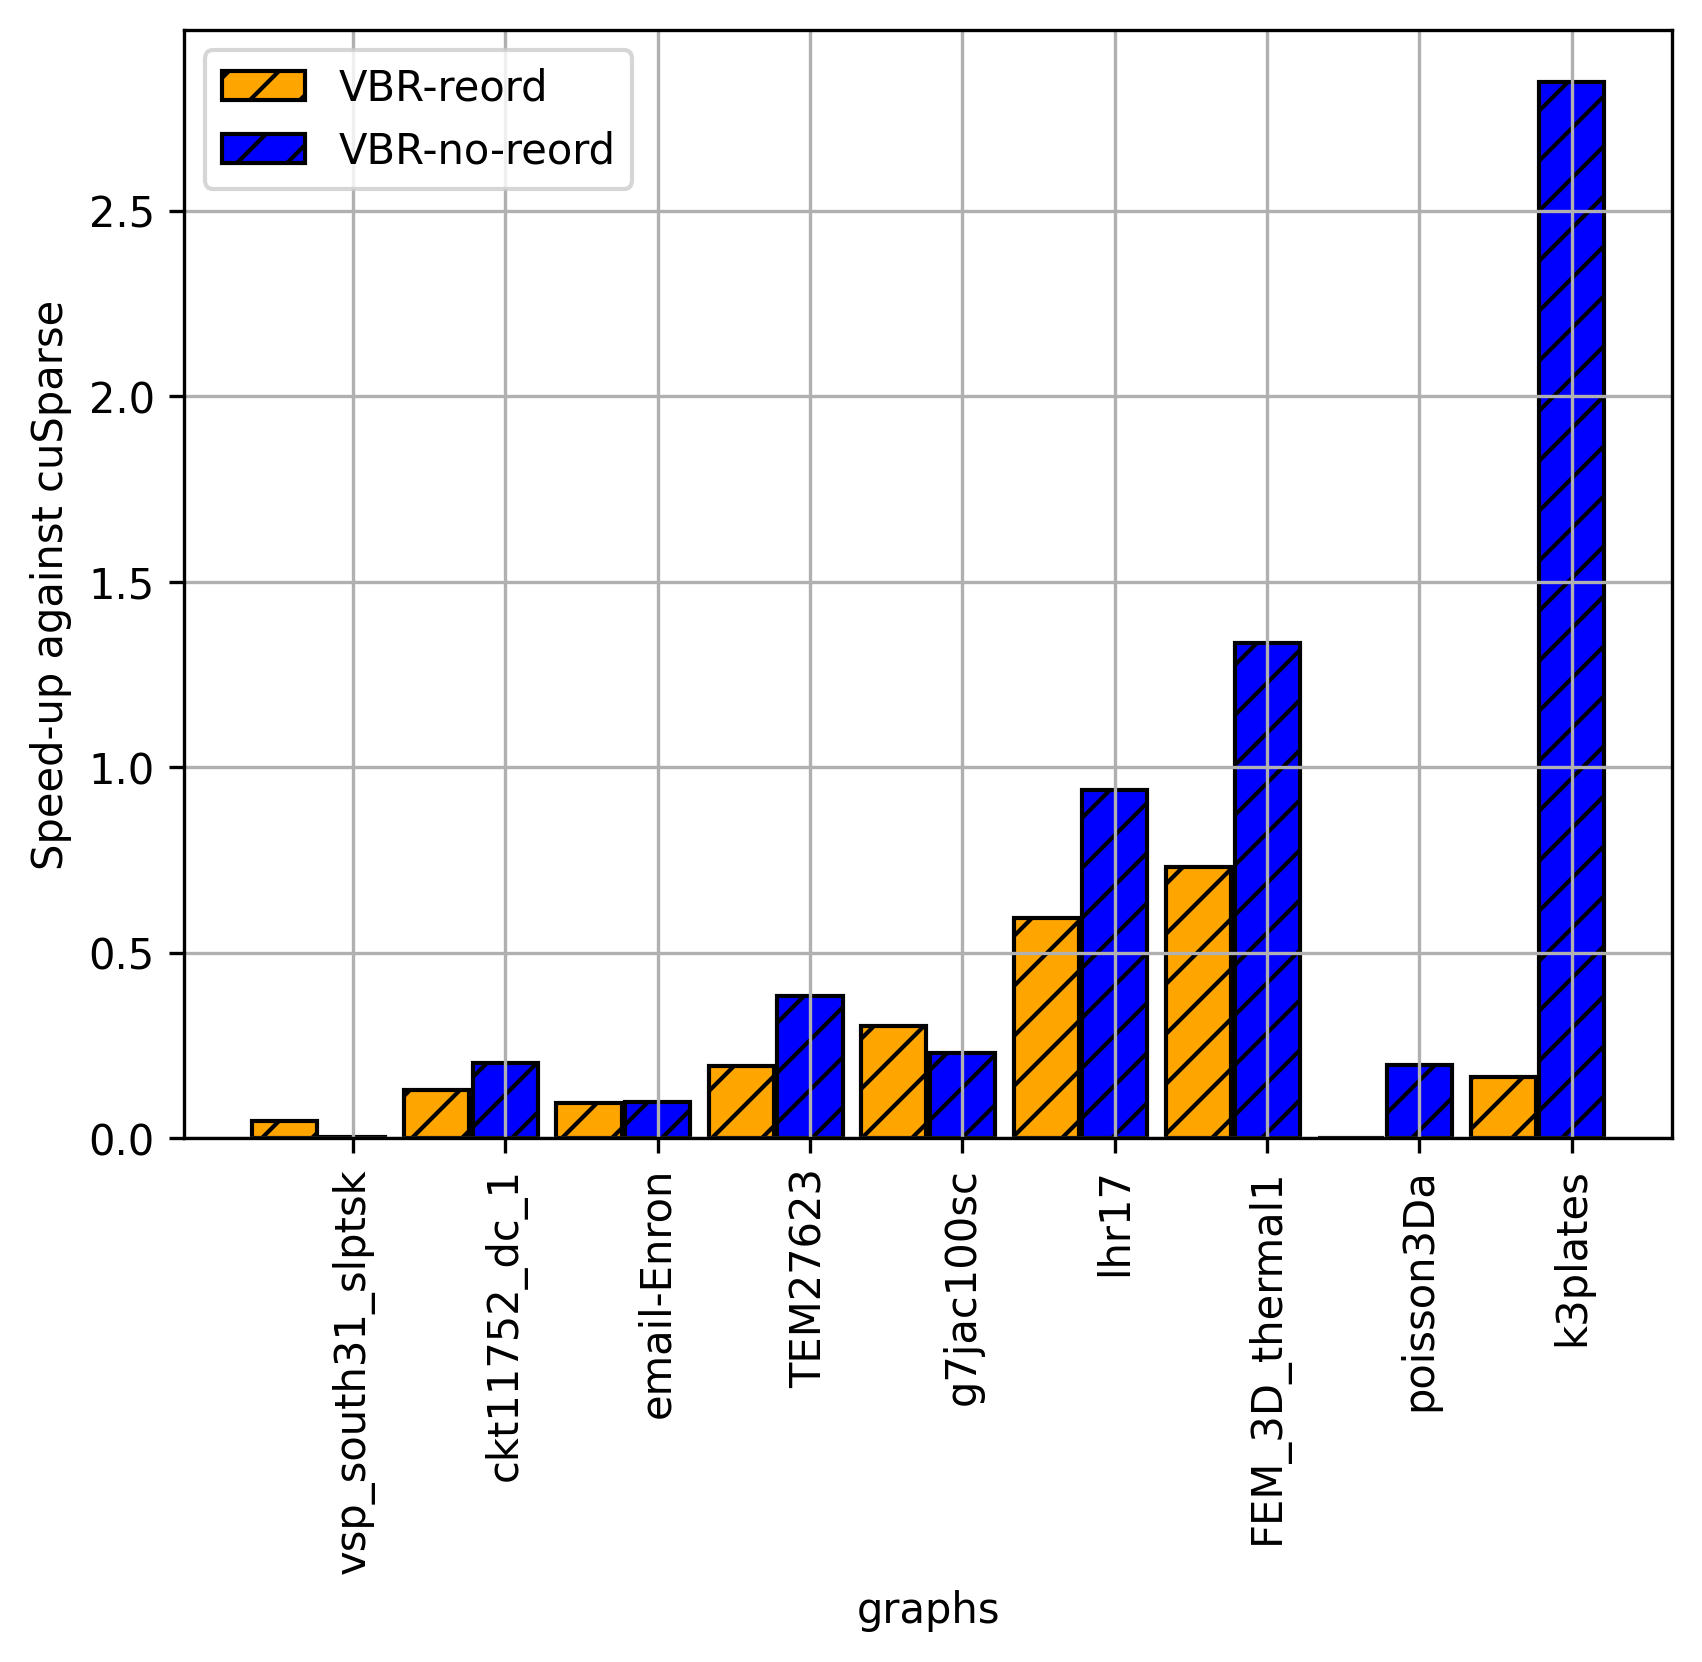 VBR-reord
VBR-no-reord
Speed-up against cuSparse
2.5
2.0
1.5
1.0
0.5
0.0
vsp_south31_slptsk
ckt11752_dc_1
email-Enron
TEM27623
g7jac100sc
lhr17
FEM_3D_thermal1
poisson3Da
k3plates
graphs